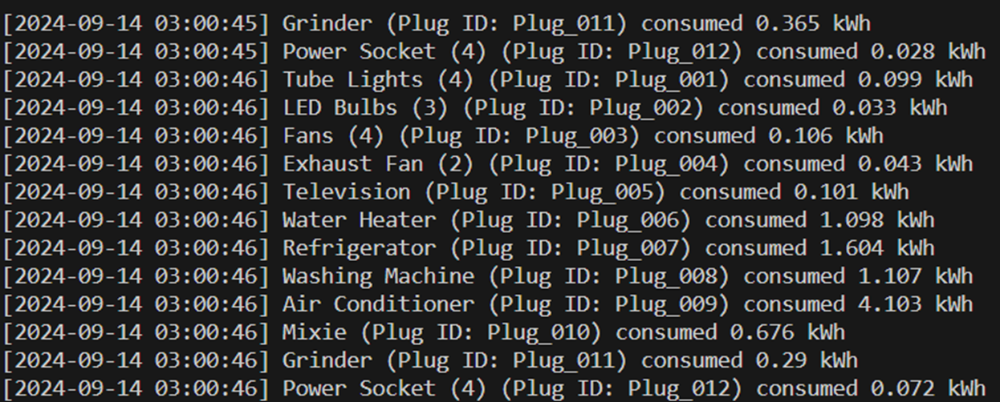 [2024-09-14 03:00:45] Grinder (Plug ID: Plug_011) consumed 0.365 kWh
[2024-09-14 03:00:45] Power Socket (4) (Plug ID: Plug_012) consumed 0.028 kWh
[2024-09-14 03:00:46] Tube Lights (4) (Plug ID: Plug_001) consumed 0.099 kWh
[2024-09-14 03:00:46] LED Bulbs (3) (Plug ID: Plug_002) consumed 0.033 kWh
[2024-09-14 03:00:46] Fans (4) (Plug ID: Plug_003) consumed 0.106 kWh
[2024-09-14 03:00:46] Exhaust Fan (2) (Plug ID: Plug_004) consumed 0.043 kWh
[2024-09-14 03:00:46] Television (Plug ID: Plug_005) consumed 0.101 kWh
[2024-09-14 03:00:46] Water Heater (Plug ID: Plug_006) consumed 1.098 kWh
[2024-09-14 03:00:46] Refrigerator (Plug ID: Plug_007) consumed 1.604 kWh
[2024-09-14 03:00:46] Washing Machine (Plug ID: Plug_008) consumed 1.107 kWh
[2024-09-14 03:00:46] Air Conditioner (Plug ID: Plug_009) consumed 4.103 kWh
[2024-09-14 03:00:46] Mixie (Plug ID: Plug_010) consumed 0.676 kWh
[2024-09-14 03:00:46] Grinder (Plug ID: Plug_011) consumed 0.29 kWh
[2024-09-14 03:00:46] Power Socket (4) (Plug ID: Plug_012) consumed 0.072 kWh